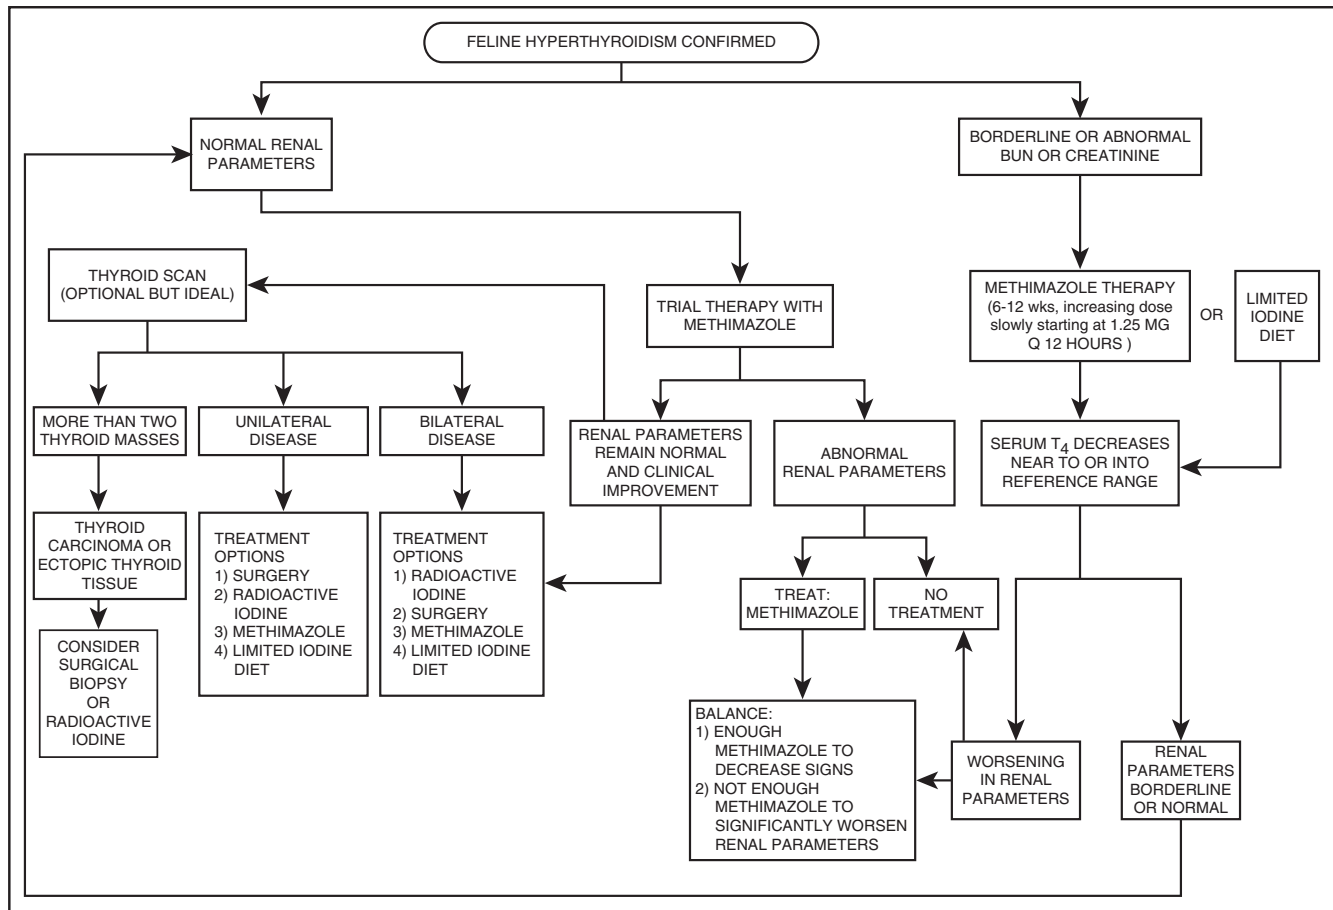 FELINE HYPERTHYROIDISM CONFIRMED
NORMAL RENAL
PARAMETERS
BORDERLINE OR ABNORMAL
BUN OR CREATININE
THYROID SCAN
(OPTIONAL BUT IDEAL)
TRIAL THERAPY WITH
METHIMAZOLE
METHIMAZOLE THERAPY
(6-12 wks, increasing dose
slowly starting at 1.25 MG
Q 12 HOURS )
OR
LIMITED
IODINE
DIET
MORE THAN TWO
THYROID MASSES
UNILATERAL
DISEASE
BILATERAL
DISEASE
RENAL PARAMETERS
REMAIN NORMAL
AND CLINICAL
IMPROVEMENT
ABNORMAL
RENAL PARAMETERS
SERUM T4 DECREASES
NEAR TO OR INTO
REFERENCE RANGE
THYROID
CARCINOMA OR
ECTOPIC THYROID
TISSUE
TREATMENT
OPTIONS
1) SURGERY
2) RADIOACTIVE
IODINE
3) METHIMAZOLE
4) LIMITED IODINE
DIET
TREATMENT
OPTIONS
1) RADIOACTIVE
IODINE
2) SURGERY
3) METHIMAZOLE
4) LIMITED IODINE
DIET
TREAT:
METHIMAZOLE
NO
TREATMENT
CONSIDER
SURGICAL
BIOPSY
OR
RADIOACTIVE
IODINE
BALANCE:
1) ENOUGH
METHIMAZOLE TO
DECREASE SIGNS
2) NOT ENOUGH
METHIMAZOLE TO
SIGNIFICANTLY WORSEN
RENAL PARAMETERS
WORSENING
IN RENAL
PARAMETERS
RENAL
PARAMETERS
BORDERLINE
OR NORMAL